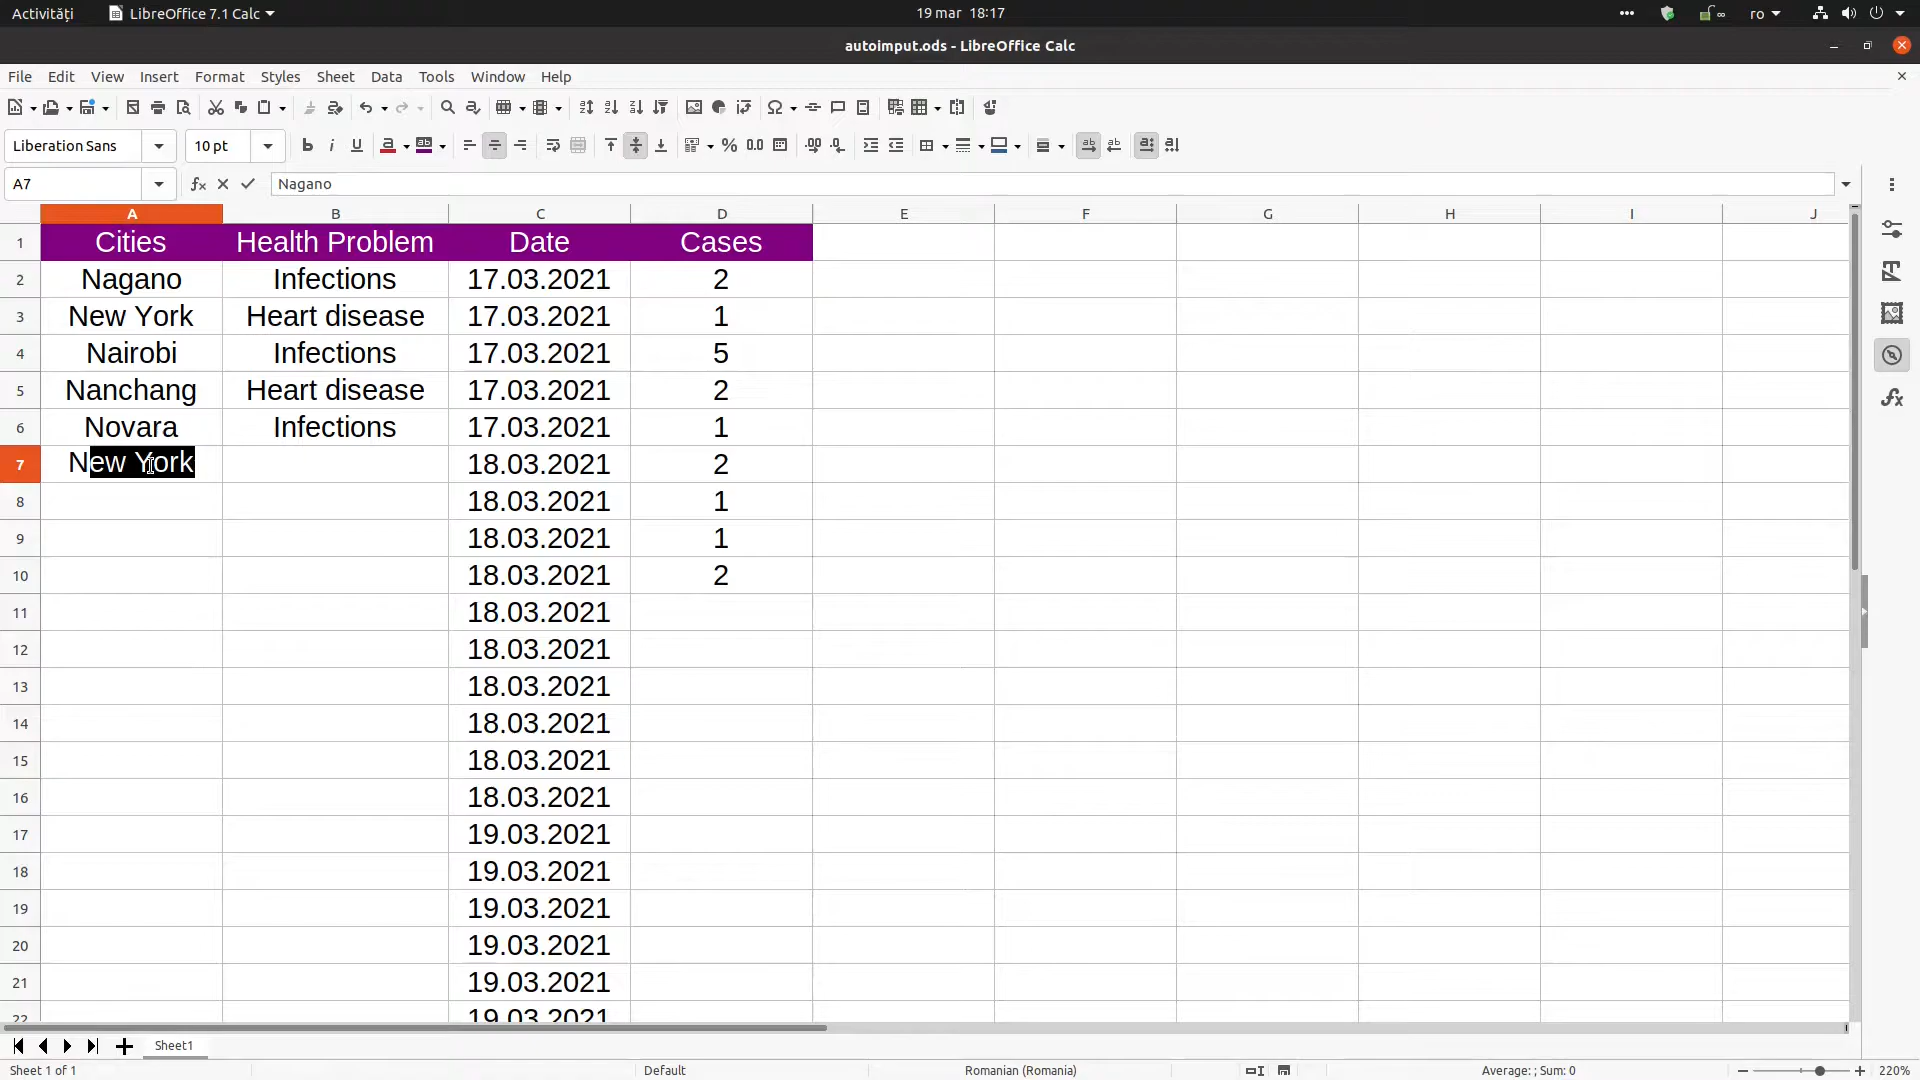 Activități LibreOffice 7.1 Calc 19 mar 18:17 ro
autoimput.ods - LibreOffice Calc
File Edit View Insert Format Styles Sheet Data Tools Window Help
Liberation Sans 10 pt
A7 Nagano
A B C D E F G H I J
1 Cities Health Problem Date Cases
2 Nagano Infections 17.03.2021 2
3 New York Heart disease 17.03.2021 1
4 Nairobi Infections 17.03.2021 5
5 Nanchang Heart disease 17.03.2021 2
6 Novara Infections 17.03.2021 1
7 New York 18.03.2021 2
8 18.03.2021 1
9 18.03.2021 1
10 18.03.2021 2
11 18.03.2021
12 18.03.2021
13 18.03.2021
14 18.03.2021
15 18.03.2021
16 18.03.2021
17 19.03.2021
18 19.03.2021
19 19.03.2021
20 19.03.2021
21 19.03.2021
22 19.03.2021
Sheet1
Sheet 1 of 1 Default Romanian (Romania) Average: ; Sum: 0 220%